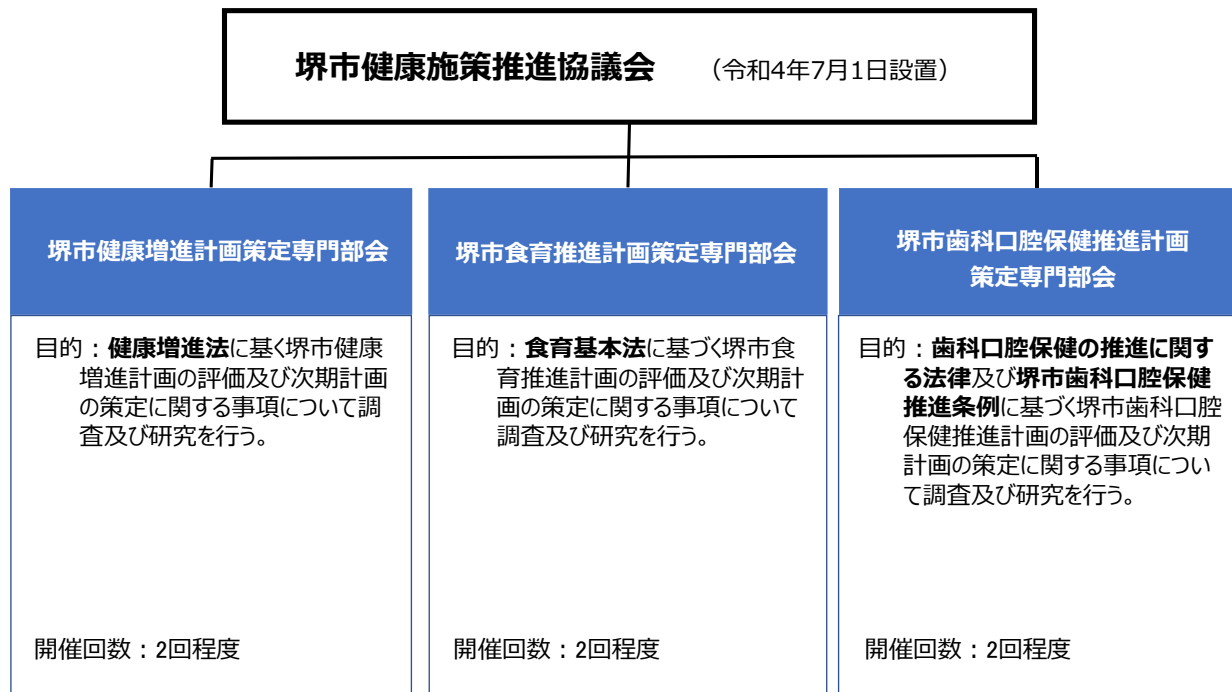 堺市健康施策推進協議会 (令和4年7月1日設置)
堺市健康増進計画策定専門部会
目的：健康増進法に基く堺市健康
増進計画の評価及び次期計画
の策定に関する事項について調
査及び研究を行う。
開催回数：2回程度
堺市食育推進計画策定専門部会
目的：食育基本法に基づく堺市食
育推進計画の評価及び次期計
画の策定に関する事項について
調査及び研究を行う。
開催回数：2回程度
堺市歯科口腔保健推進計画
策定専門部会
目的：歯科口腔保健の推進に関す
る法律及び堺市歯科口腔保健
推進条例に基づく堺市歯科口腔
保健推進計画の評価及び次期
計画の策定に関する事項につい
て調査及び研究を行う。
開催回数：2回程度